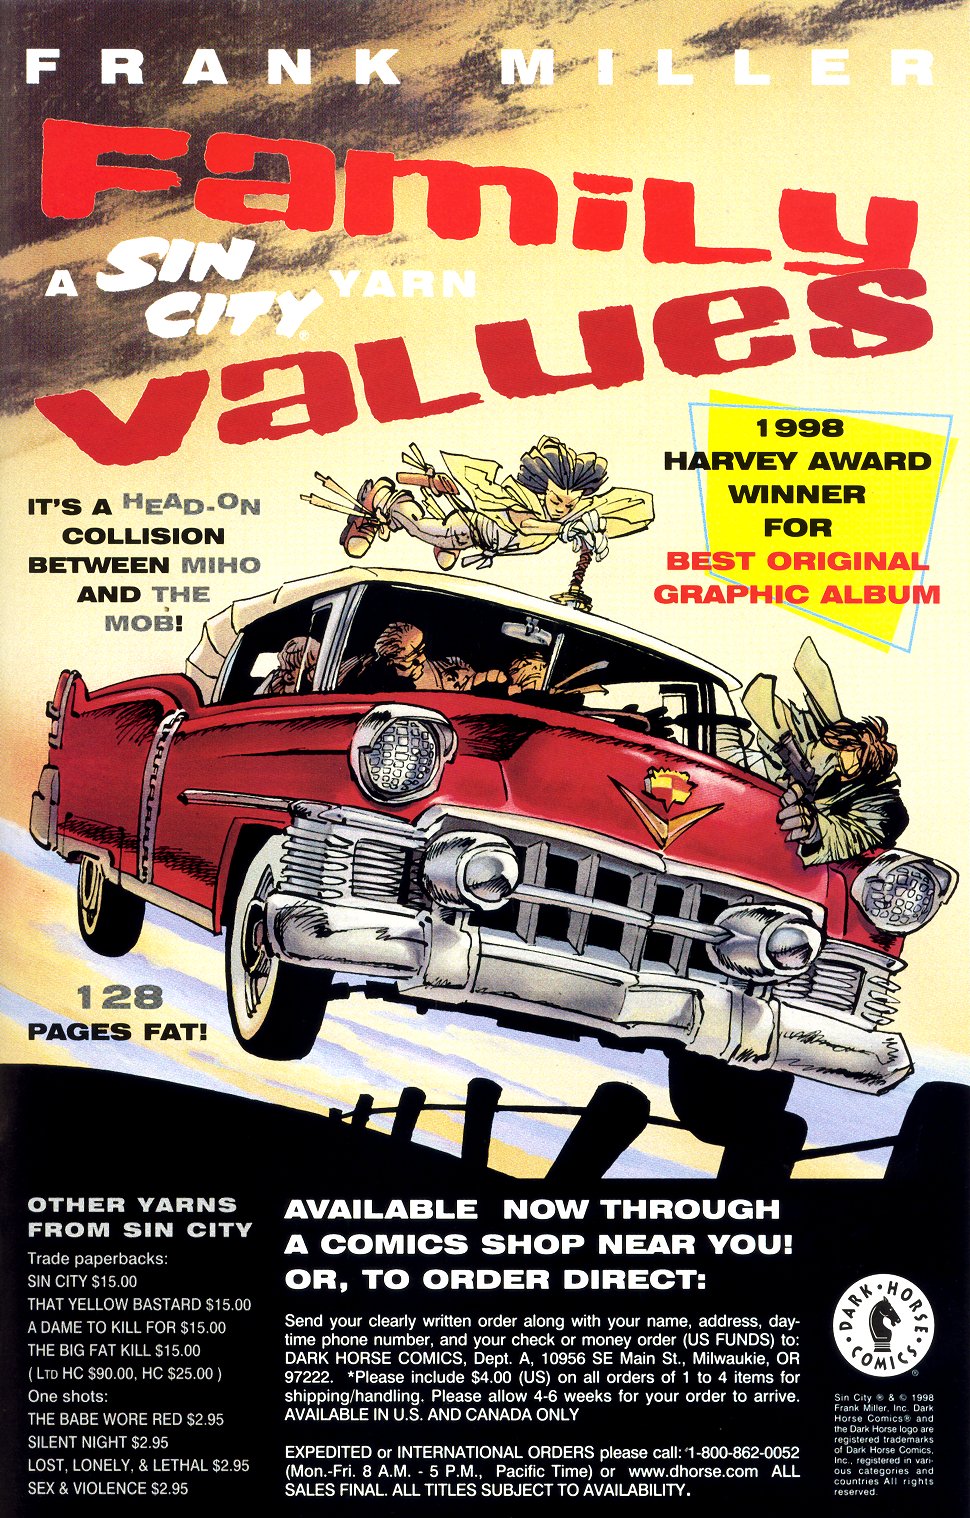 FRANK MILLER
FAMiLY
A SIN CITY® YARN
VALUES
1998
HARVEY AWARD
WINNER
FOR
BEST ORIGINAL
GRAPHIC ALBUM
IT'S A HEAD-ON
COLLISION
BETWEEN MIHO
AND THE
MOB!
128
PAGES FAT!
OTHER YARNS
FROM SIN CITY
Trade paperbacks:
SIN CITY $15.00
THAT YELLOW BASTARD $15.00
A DAME TO KILL FOR $15.00
THE BIG FAT KILL $15.00
( LTD HC $90.00, HC $25.00 )
One shots:
THE BABE WORE RED $2.95
SILENT NIGHT $2.95
LOST, LONELY, & LETHAL $2.95
SEX & VIOLENCE $2.95
AVAILABLE NOW THROUGH
A COMICS SHOP NEAR YOU!
OR, TO ORDER DIRECT:
Send your clearly written order along with your name, address, day-
time phone number, and your check or money order (US FUNDS) to:
DARK HORSE COMICS, Dept. A, 10956 SE Main St., Milwaukie, OR
97222. *Please include $4.00 (US) on all orders of 1 to 4 items for
shipping/handling. Please allow 4-6 weeks for your order to arrive.
AVAILABLE IN U.S. AND CANADA ONLY
EXPEDITED or INTERNATIONAL ORDERS please call: 1-800-862-0052
(Mon.-Fri. 8 A.M. - 5 P.M., Pacific Time) or www.dhorse.com ALL
SALES FINAL. ALL TITLES SUBJECT TO AVAILABILITY.
DARK • HORSE • COMICS •®
Sin City ® & © 1998
Frank Miller, Inc. Dark
Horse Comics® and
the Dark Horse logo are
registered trademarks
of Dark Horse Comics,
Inc., registered in vari-
ous categories and
countries All rights
reserved.